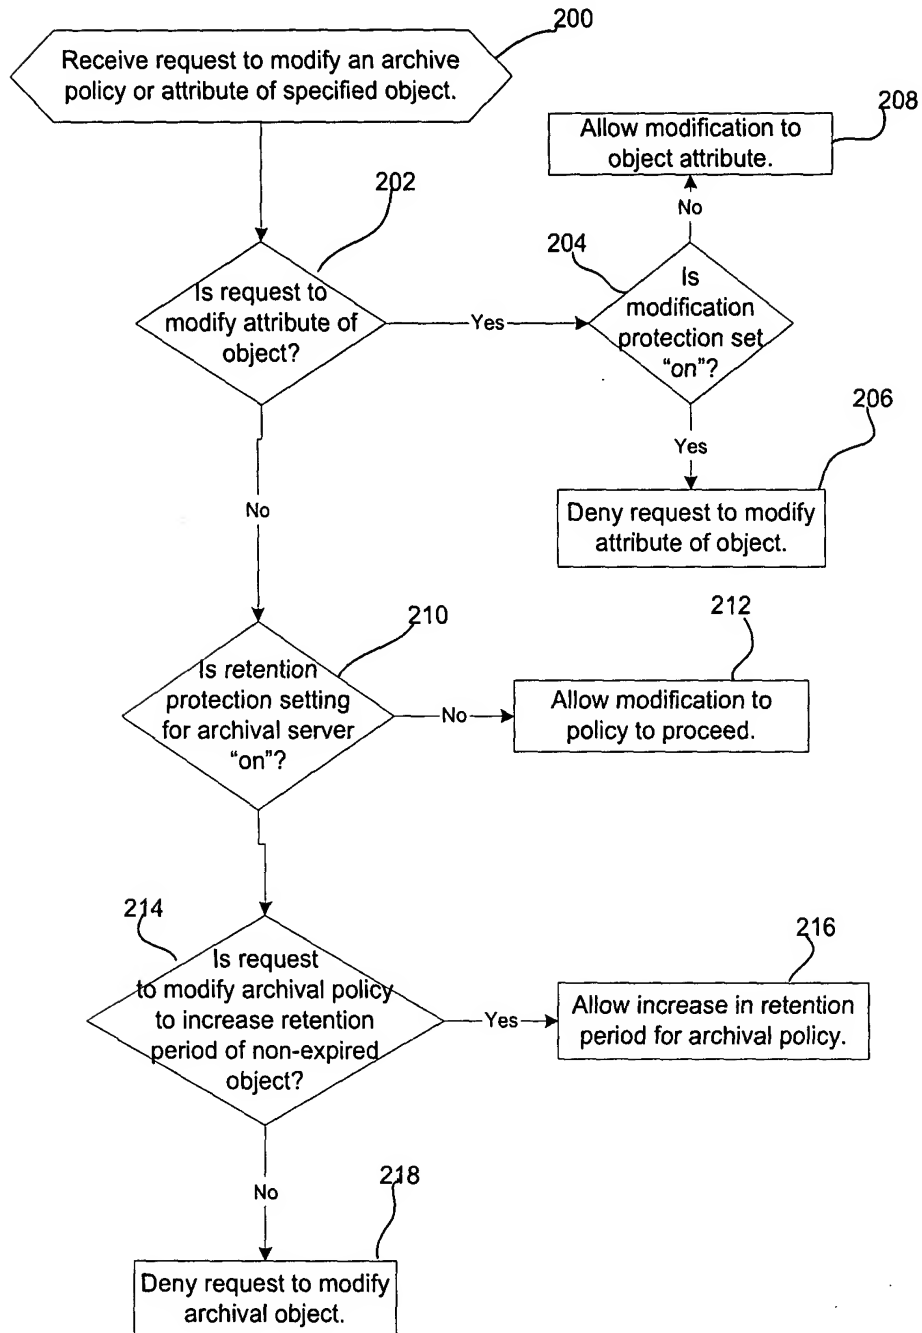 200
Receive request to modify an archive
policy or attribute of specified object.
208
Allow modification to
object attribute.
202
No
204
Is request to
modify attribute of
object?
Yes
Is
modification
protection set
“on”?
206
Yes
Deny request to modify
attribute of object.
No
210
212
Is retention
protection setting
for archival server
“on”?
No
Allow modification to
policy to proceed.
214
216
Is request
to modify archival policy
to increase retention
period of non-expired
object?
Yes
Allow increase in retention
period for archival policy.
No
218
Deny request to modify
archival object.